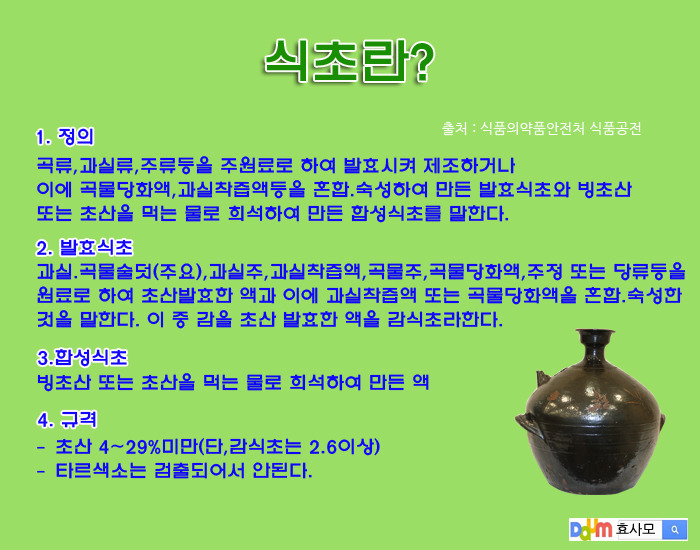 식초란?
출처 : 식품의약품안전처 식품공전
1. 정의
곡류,과실류,주류등을 주원료로 하여 발효시켜 제조하거나
이에 곡물당화액,과실착즙액등을 혼합.숙성하여 만든 발효식초와 빙초산
또는 초산을 먹는 물로 희석하여 만든 합성식초를 말한다.
2. 발효식초
과실.곡물술덧(주요),과실주,과실착즙액,곡물주,곡물당화액,주정 또는 당류등을
원료로 하여 초산발효한 액과 이에 과실착즙액 또는 곡물당화액을 혼합.숙성한
것을 말한다. 이 중 감을 초산 발효한 액을 감식초라한다.
3.합성식초
빙초산 또는 초산을 먹는 물로 희석하여 만든 액
4. 규격
- 초산 4~29%미만(단,감식초는 2.6이상)
- 타르색소는 검출되어서 안된다.
Daum 효사모